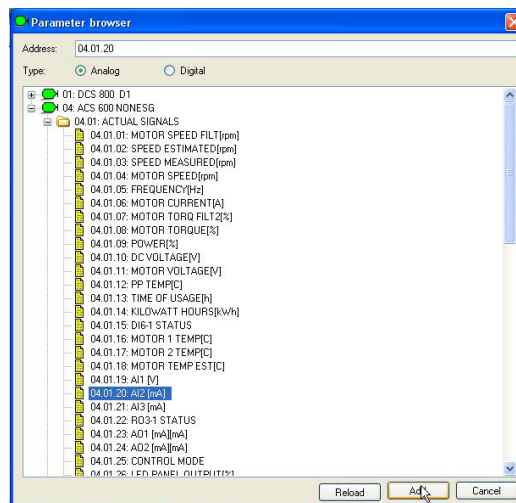 Parameter browser
Address: 04.01.20
Type: Analog Digital
01: DCS 800 D1
04: ACS 600 NONESG
04.01: ACTUAL SIGNALS
04.01.01: MOTOR SPEED FILT[rpm]
04.01.02: SPEED ESTIMATED[rpm]
04.01.03: SPEED MEASURED[rpm]
04.01.04: MOTOR SPEED[rpm]
04.01.05: FREQUENCY[Hz]
04.01.06: MOTOR CURRENT[A]
04.01.07: MOTOR TORQ FILT2[%]
04.01.08: MOTOR TORQUE[%]
04.01.09: POWER[%]
04.01.10: DC VOLTAGE[V]
04.01.11: MOTOR VOLTAGE[V]
04.01.12: PP TEMP[C]
04.01.13: TIME OF USAGE[h]
04.01.14: KILOWATT HOURS[kWh]
04.01.15: DI6-1 STATUS
04.01.16: MOTOR 1 TEMP[C]
04.01.17: MOTOR 2 TEMP[C]
04.01.18: MOTOR TEMP EST[C]
04.01.19: AI1 [V]
04.01.20: AI2 [mA]
04.01.21: AI3 [mA]
04.01.22: RO3-1 STATUS
04.01.23: AO1 [mA][mA]
04.01.24: AO2 [mA][mA]
04.01.25: CONTROL MODE
04.01.26: LED PANEL OUTPUT[%]
Reload Add Cancel